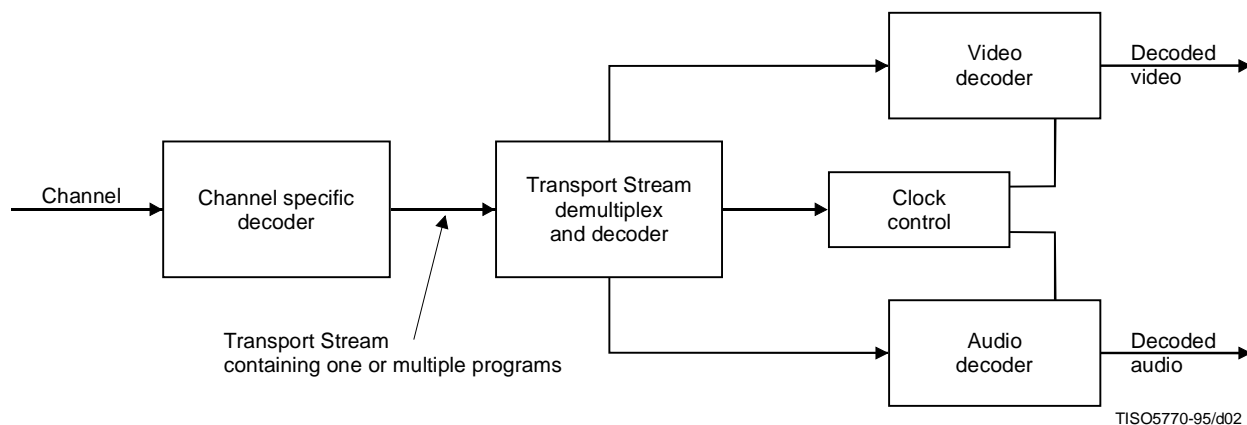 Channel
Channel specific
decoder
Transport Stream
containing one or multiple programs
Transport Stream
demultiplex
and decoder
Clock
control
Video
decoder
Decoded
video
Audio
decoder
Decoded
audio
TISO5770-95/d02